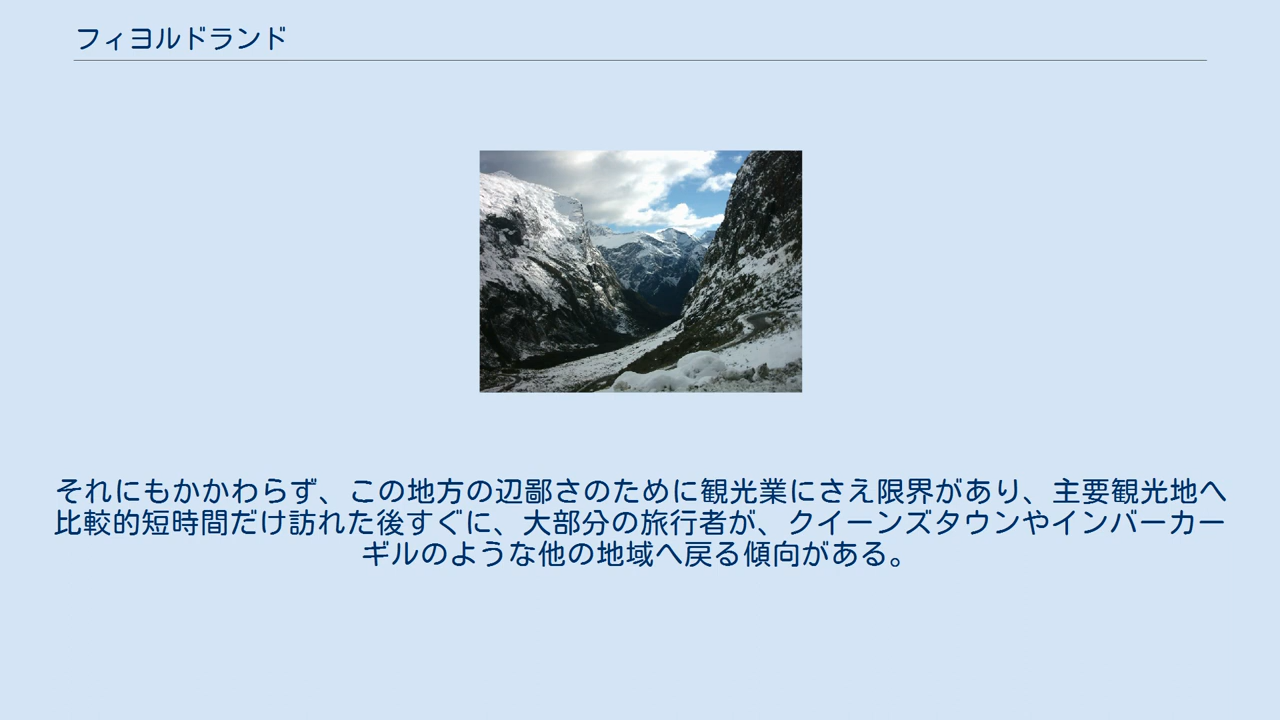 フィヨルドランド
それにもかかわらず、この地方の辺鄙さのために観光業にさえ限界があり、主要観光地へ
比較的短時間だけ訪れた後すぐに、大部分の旅行者が、クイーンズタウンやインバーカー
ギルのような他の地域へ戻る傾向がある。